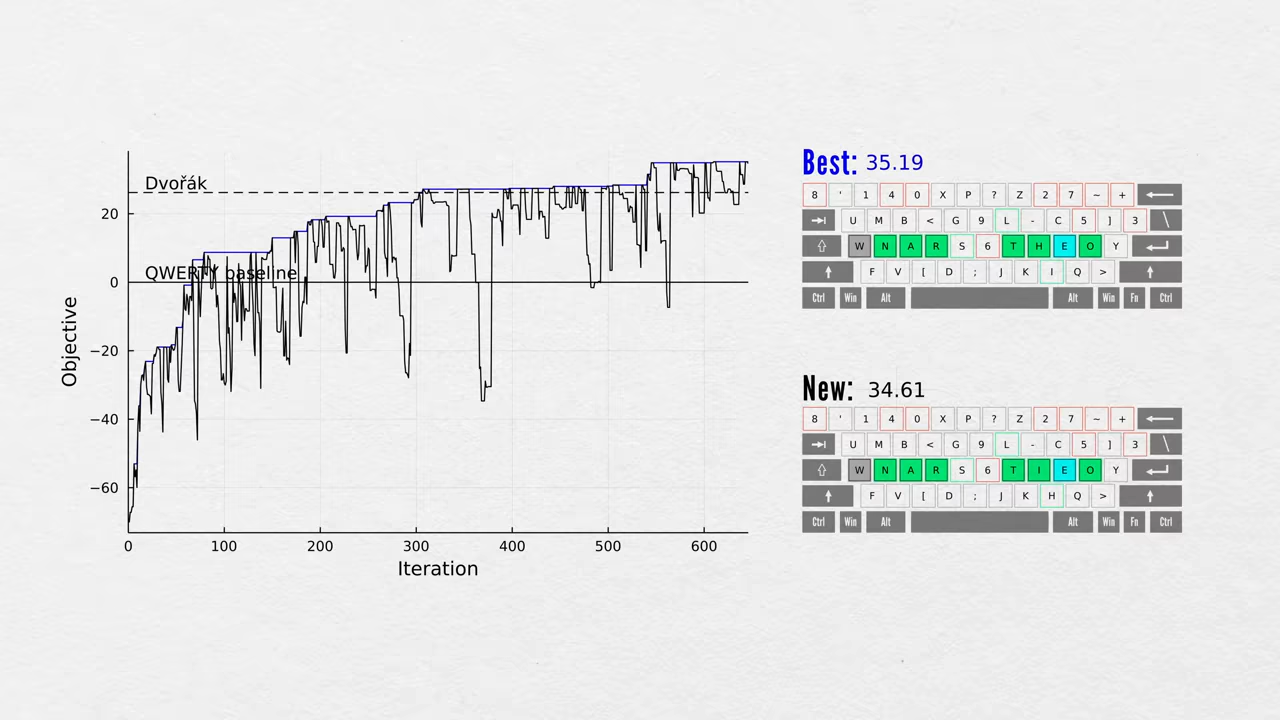 Dvořák
QWERTY baseline
20
0
−20
−40
−60
Objective
0 100 200 300 400 500 600
Iteration
Best: 35.19
8 ' 1 4 0 X P ? Z 2 7 ~ +
U M B < G 9 L - C 5 ] 3 \
W N A R S 6 T H E O Y
F V [ D ; J K I Q >
Ctrl Win Alt Alt Win Fn Ctrl
New: 34.61
8 ' 1 4 0 X P ? Z 2 7 ~ +
U M B < G 9 L - C 5 ] 3 \
W N A R S 6 T I E O Y
F V [ D ; J K H Q >
Ctrl Win Alt Alt Win Fn Ctrl